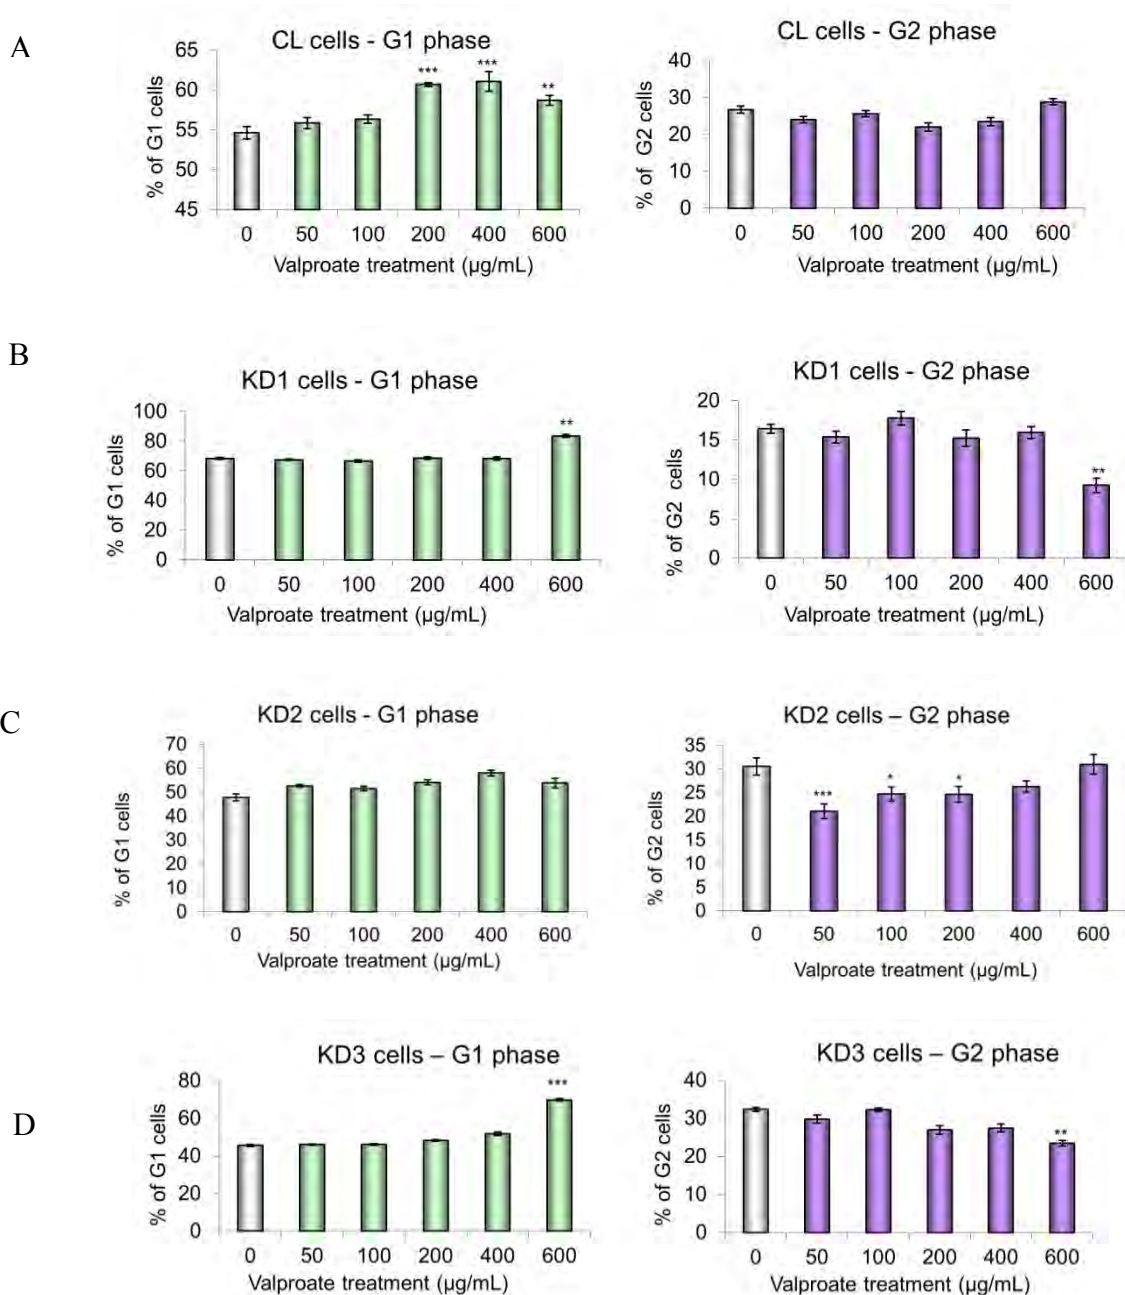 A
CL cells - G1 phase
% of G1 cells
65
60
55
50
45
*** *** **
0 50 100 200 400 600
Valproate treatment (µg/mL)
CL cells - G2 phase
% of G2 cells
40
30
20
10
0
0 50 100 200 400 600
Valproate treatment (µg/mL)
B
KD1 cells - G1 phase
% of G1 cells
100
80
60
40
20
0
**
0 50 100 200 400 600
Valproate treatment (µg/mL)
KD1 cells - G2 phase
% of G2 cells
20
15
10
5
0
**
0 50 100 200 400 600
Valproate treatment (µg/mL)
C
KD2 cells - G1 phase
% of G1 cells
70
60
50
40
30
20
10
0
0 50 100 200 400 600
Valproate treatment (µg/mL)
KD2 cells – G2 phase
% of G2 cells
35
30
25
20
15
10
5
0
*** * *
0 50 100 200 400 600
Valproate treatment (µg/mL)
D
KD3 cells – G1 phase
% of G1 cells
80
60
40
20
0
***
0 50 100 200 400 600
Valproate treatment (µg/mL)
KD3 cells – G2 phase
% of G2 cells
40
30
20
10
0
**
0 50 100 200 400 600
Valproate treatment (µg/mL)